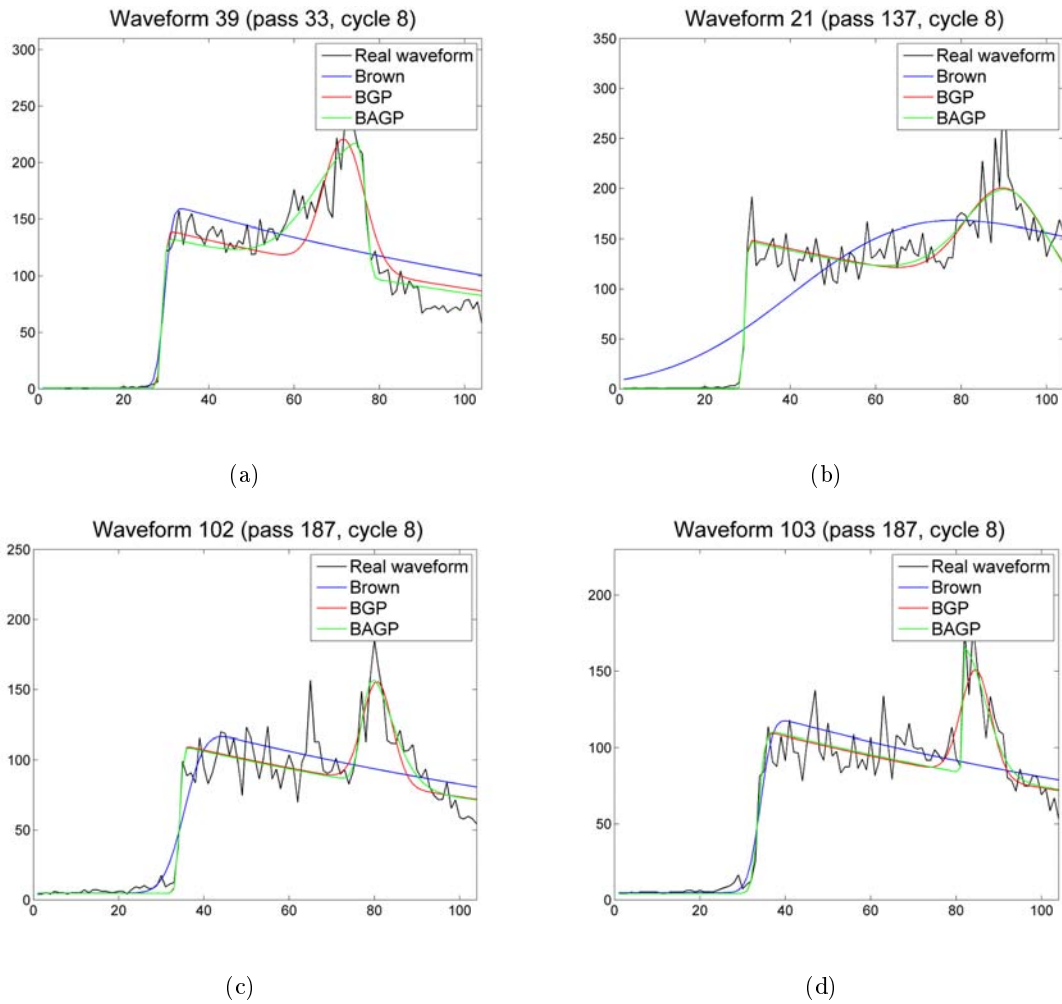 Waveform 39 (pass 33, cycle 8)
300
250
200
150
100
50
0
0 20 40 60 80 100
Real waveform
Brown
BGP
BAGP
(a)
Waveform 21 (pass 137, cycle 8)
350
300
250
200
150
100
50
0
0 20 40 60 80 100
Real waveform
Brown
BGP
BAGP
(b)
Waveform 102 (pass 187, cycle 8)
250
200
150
100
50
0
0 20 40 60 80 100
Real waveform
Brown
BGP
BAGP
(c)
Waveform 103 (pass 187, cycle 8)
200
150
100
50
0
0 20 40 60 80 100
Real waveform
Brown
BGP
BAGP
(d)